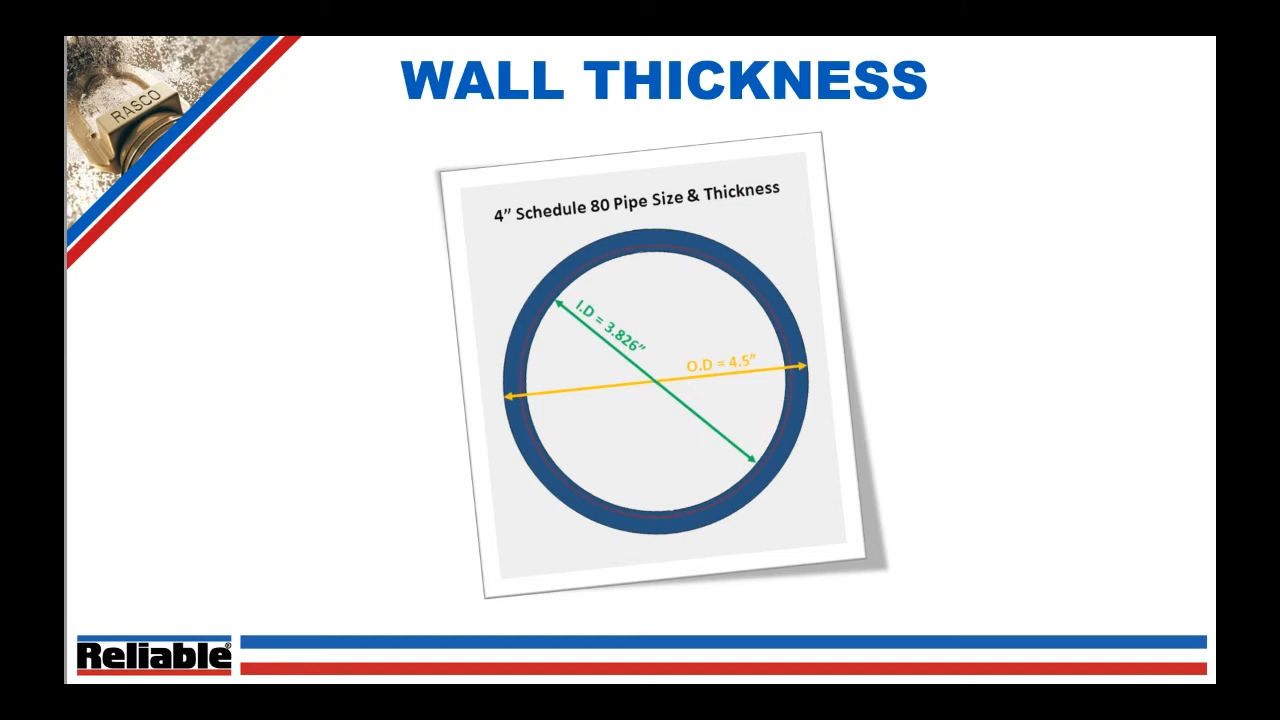 WALL THICKNESS
RASCO
4” Schedule 80 Pipe Size & Thickness
I.D = 3.826”
O.D = 4.5”
Reliable®